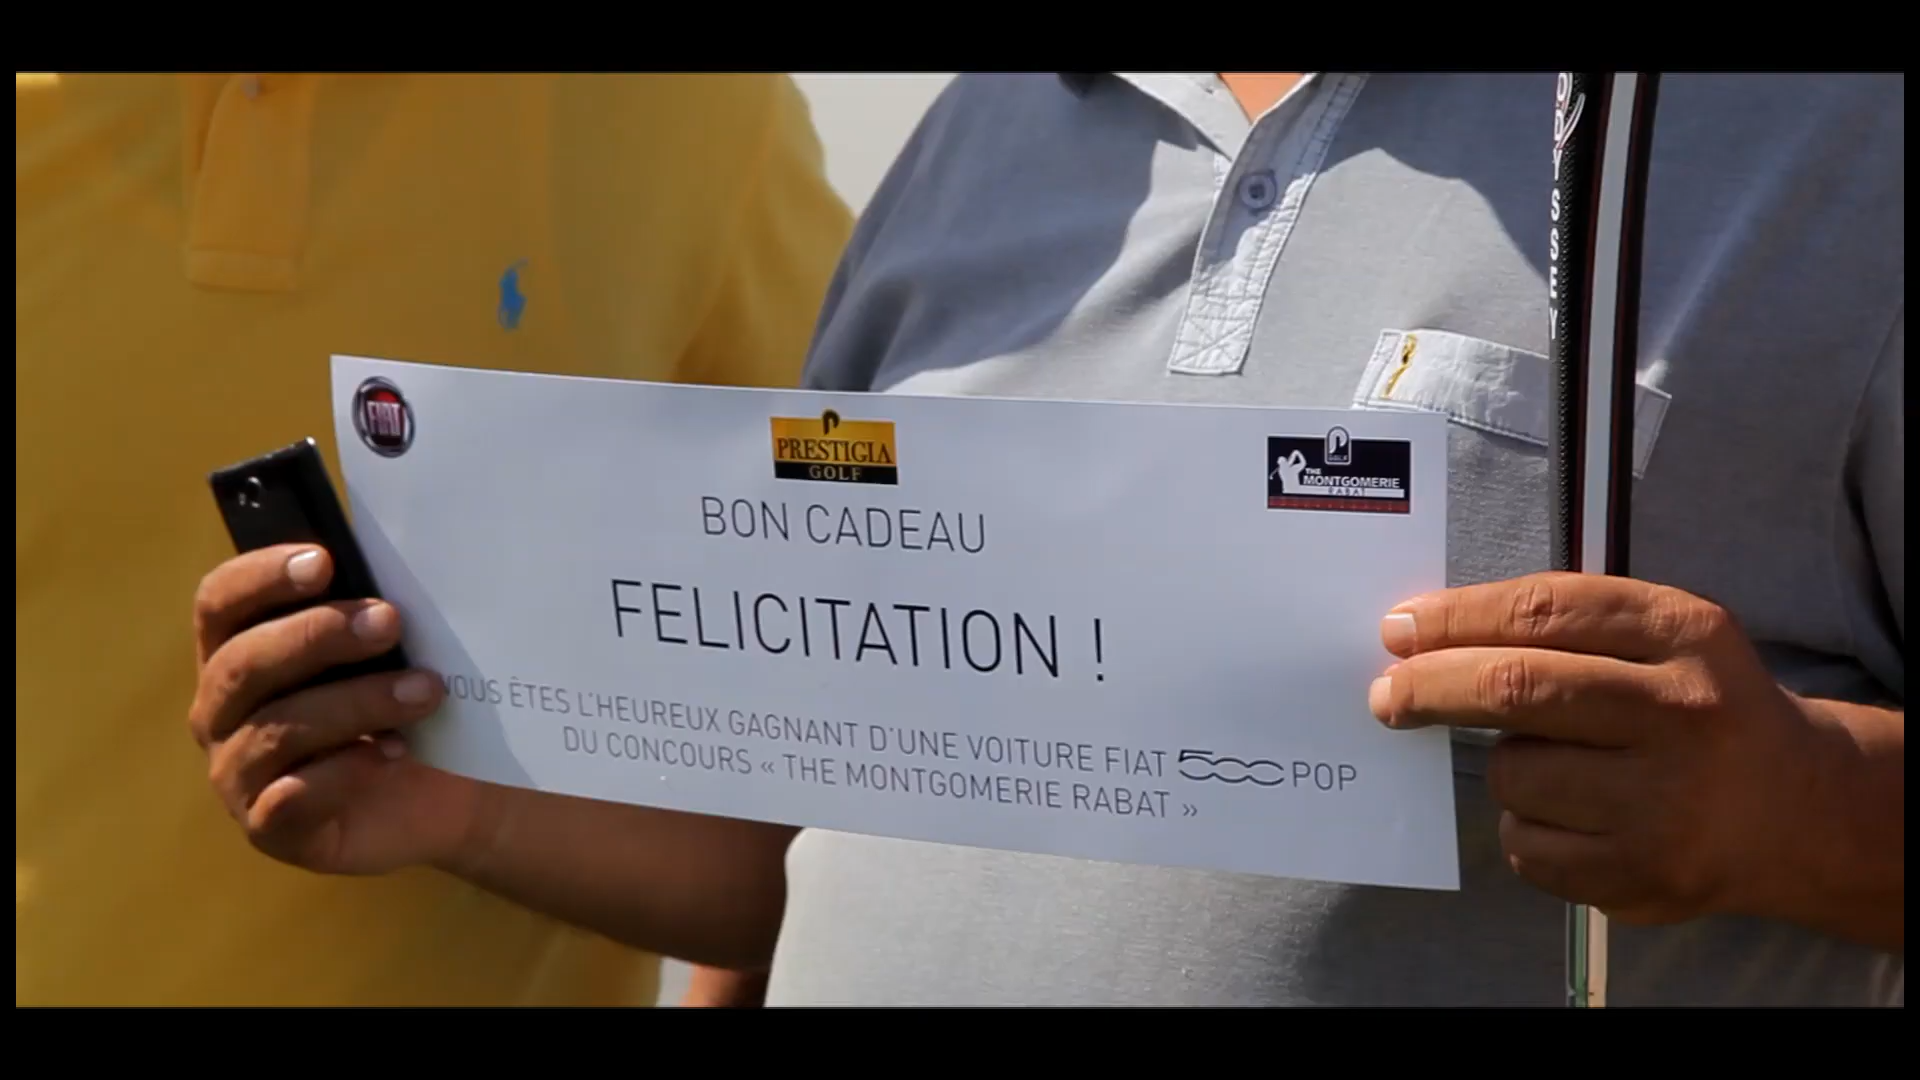 ODYSSEY
FIAT
PRESTIGIA
GOLF
GOLF
THE
MONTGOMERIE
RABAT
BON CADEAU
FELICITATION !
VOUS ÊTES L'HEUREUX GAGNANT D'UNE VOITURE FIAT 500 POP
DU CONCOURS « THE MONTGOMERIE RABAT »